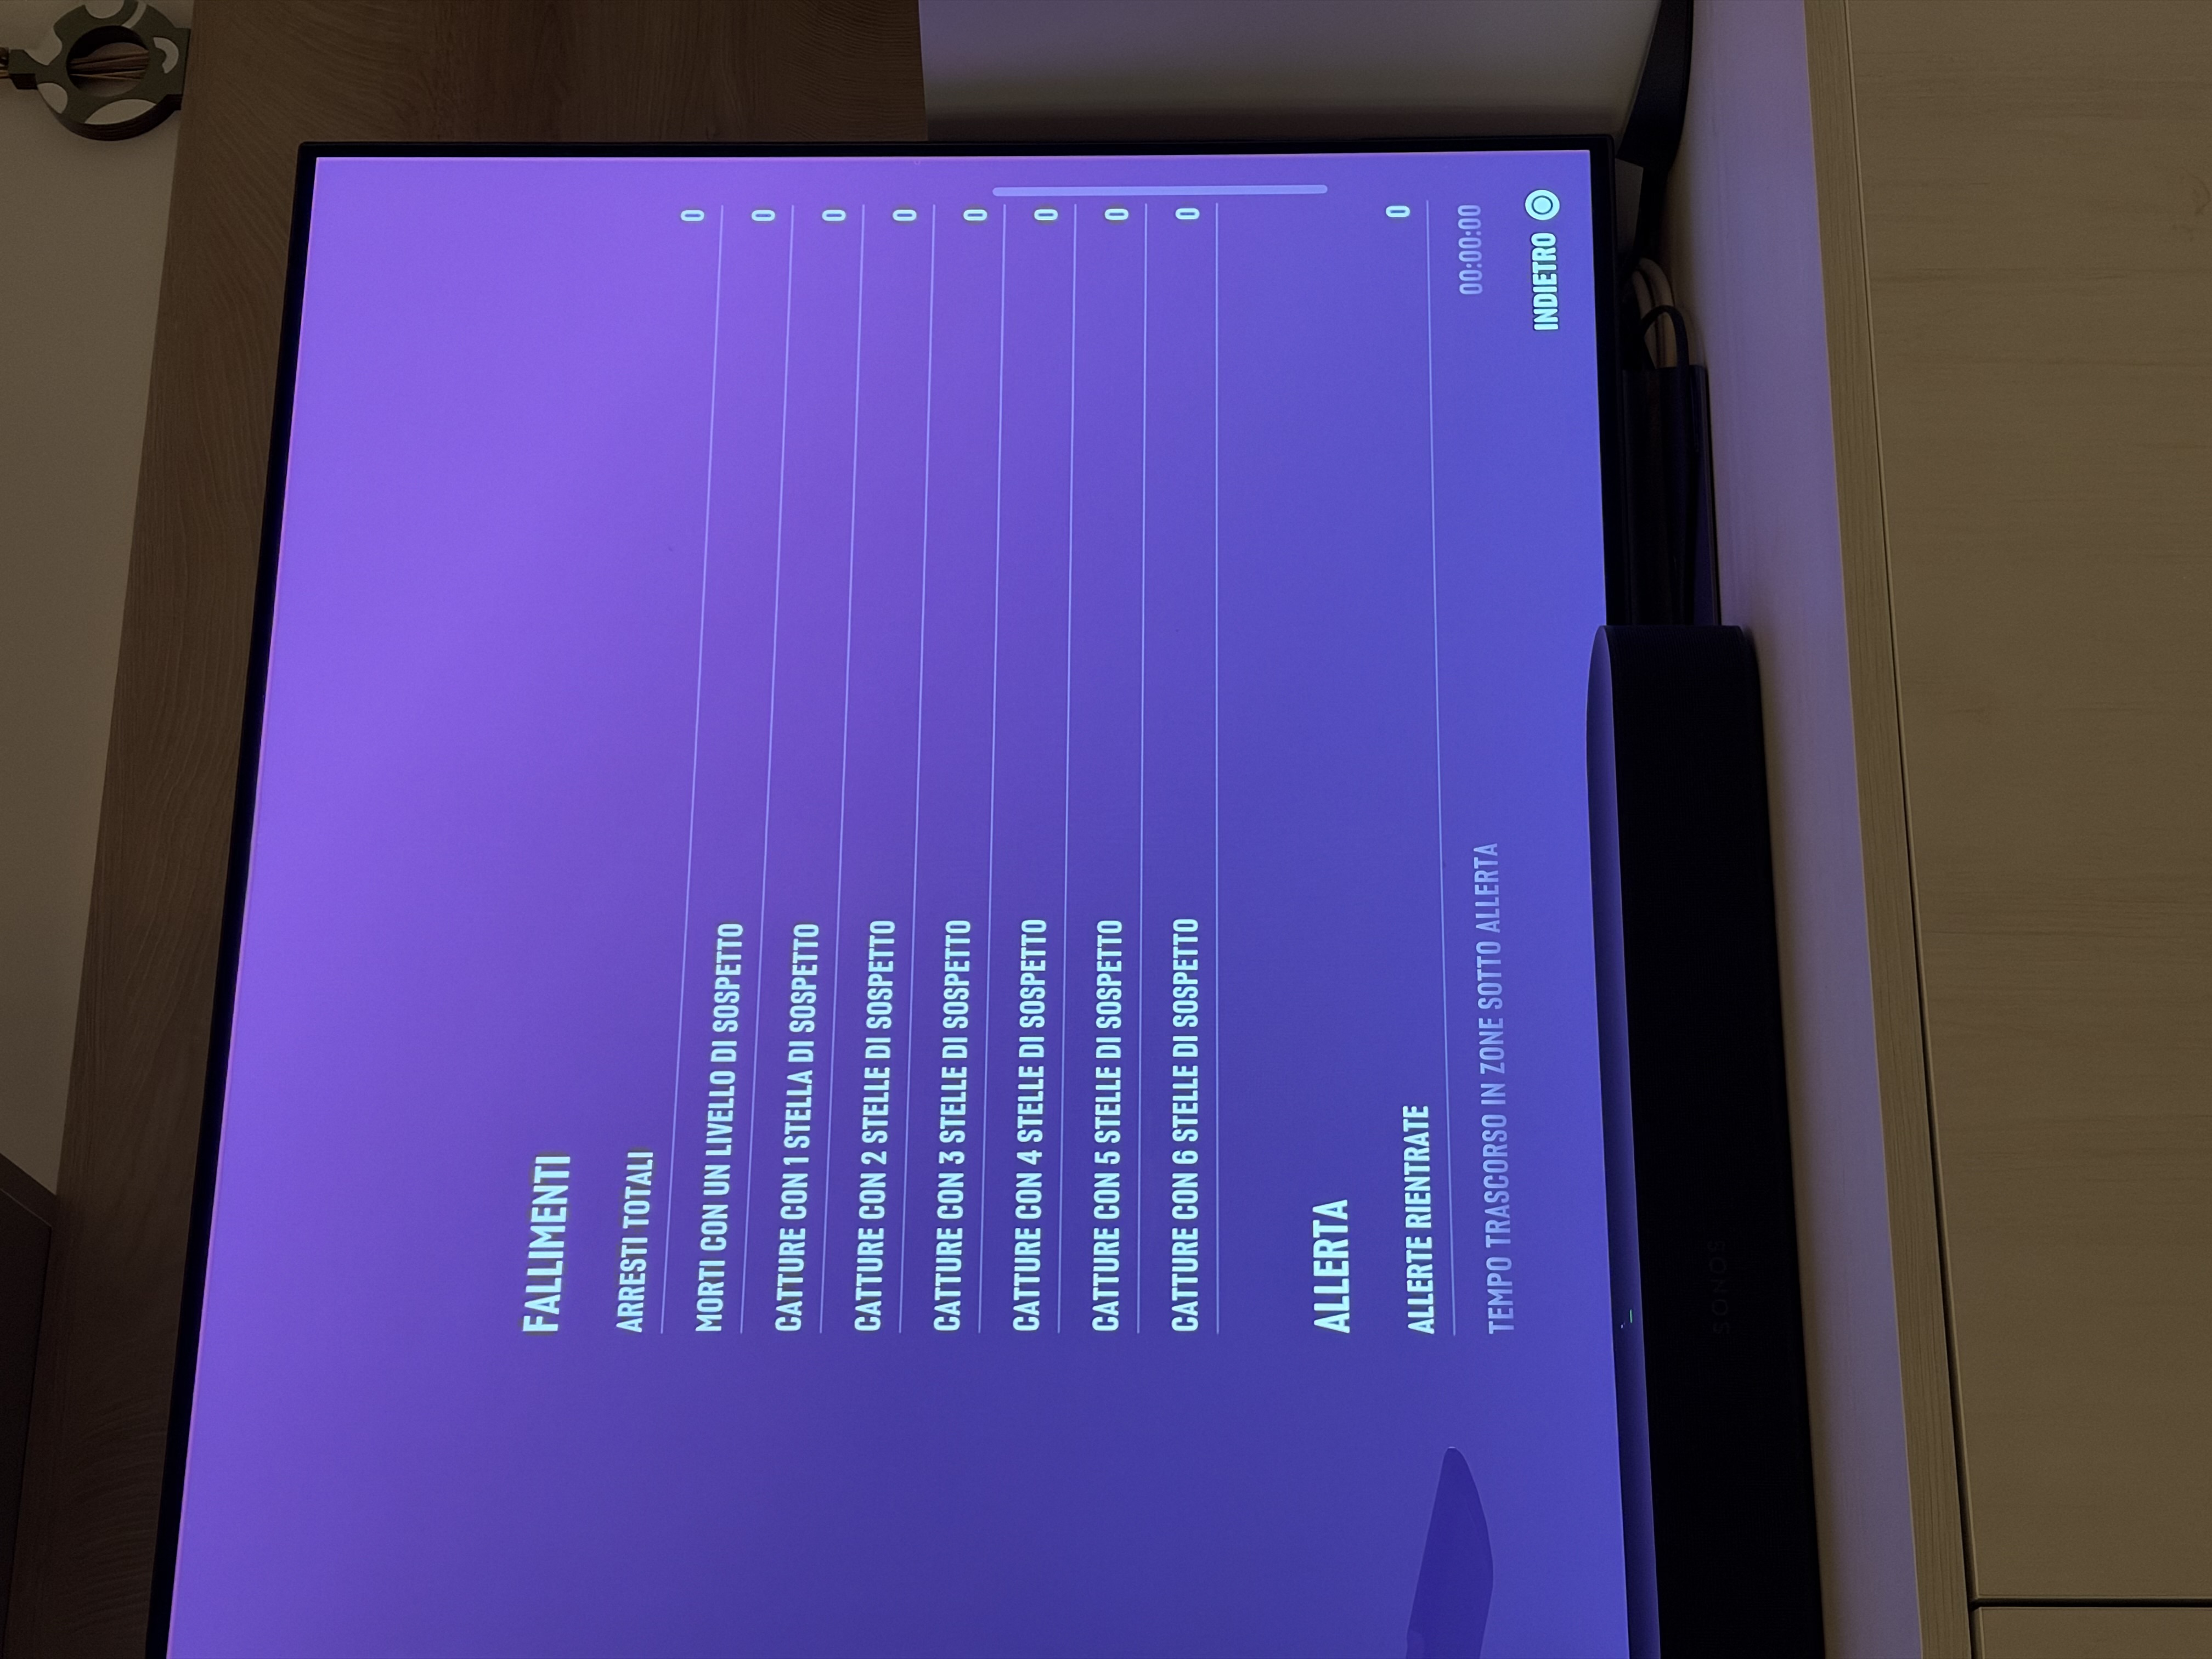 FALLIMENTI
ARRESTI TOTALI 0
MORTI CON UN LIVELLO DI SOSPETTO 0
CATTURE CON 1 STELLA DI SOSPETTO 0
CATTURE CON 2 STELLE DI SOSPETTO 0
CATTURE CON 3 STELLE DI SOSPETTO 0
CATTURE CON 4 STELLE DI SOSPETTO 0
CATTURE CON 5 STELLE DI SOSPETTO 0
CATTURE CON 6 STELLE DI SOSPETTO 0
ALLERTA
ALLERTE RIENTRATE 0
TEMPO TRASCORSO IN ZONE SOTTO ALLERTA 00:00:00
INDIETRO
SONOS